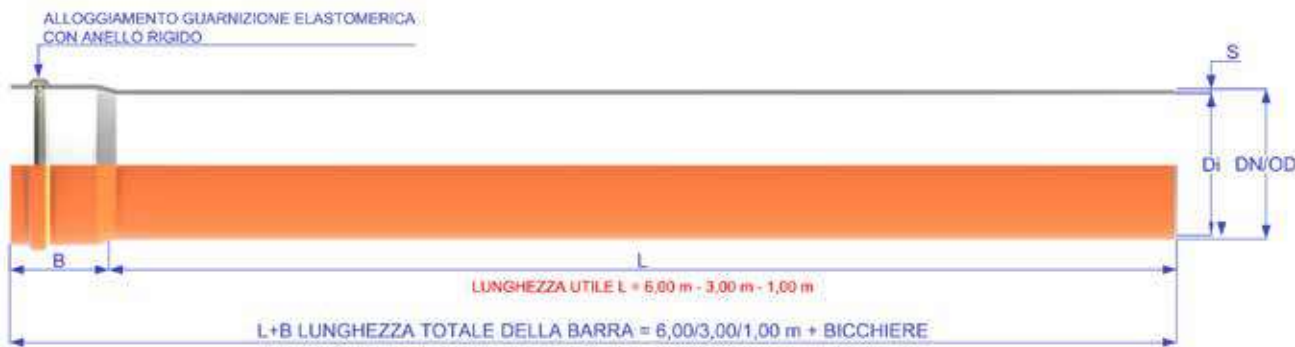 ALLOGGIAMENTO GUARNIZIONE ELASTOMERICA
CON ANELLO RIGIDO
S
Di
DN/OD
B
L
LUNGHEZZA UTILE L = 6,00 m - 3,00 m - 1,00 m
L+B LUNGHEZZA TOTALE DELLA BARRA = 6,00/3,00/1,00 m + BICCHIERE